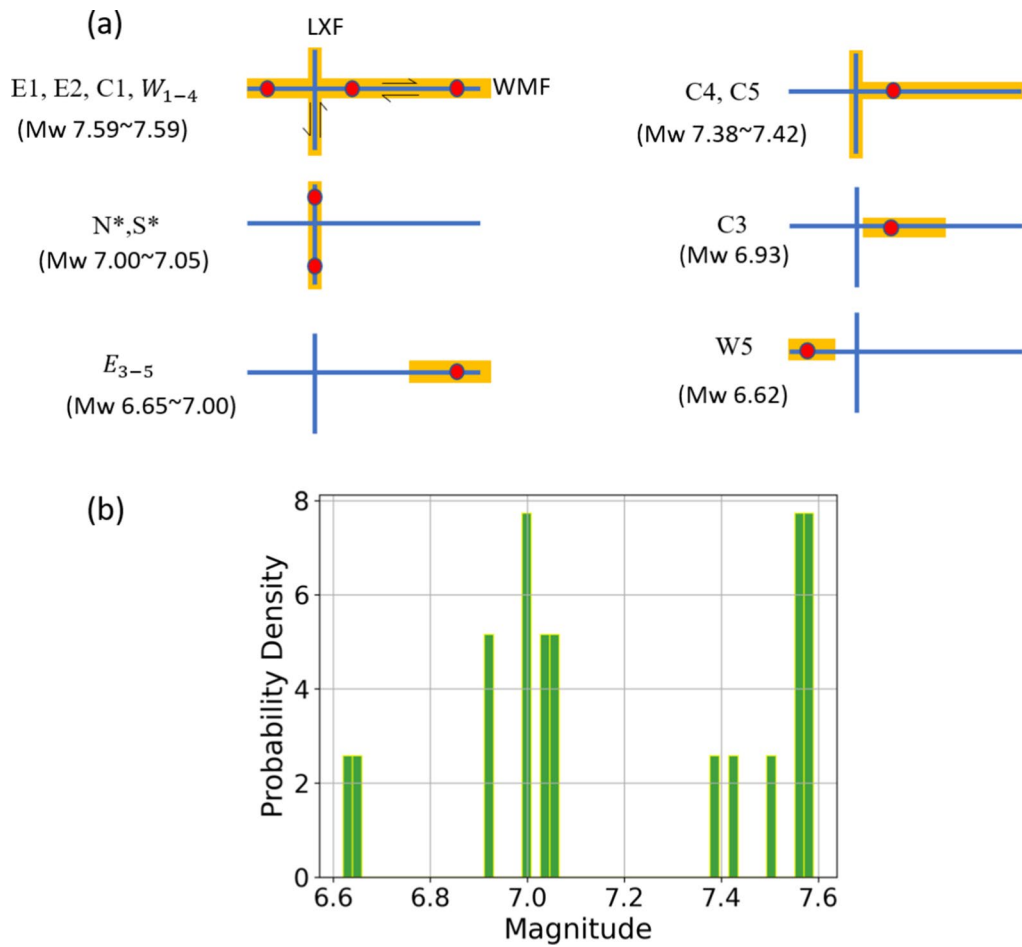 (a)
LXF
E1, E2, C1, W1−4
WMF
(Mw 7.59~7.59)
C4, C5
(Mw 7.38~7.42)
N*,S*
(Mw 7.00~7.05)
C3
(Mw 6.93)
E3−5
(Mw 6.65~7.00)
W5
(Mw 6.62)
(b)
Probability Density
8
6
4
2
0
6.6 6.8 7.0 7.2 7.4 7.6
Magnitude